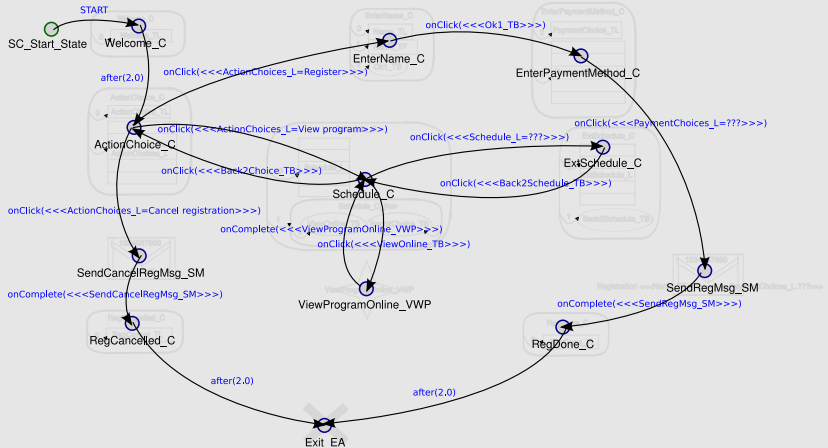 START
SC_Start_State
Welcome_C
onClick(<<<Ok1_TB>>>)
EnterName_C
EnterPaymentMethod_C
after(2.0)
onClick(<<<ActionChoices_L=Register>>>)
onClick(<<<PaymentChoices_L=???>>>)
onClick(<<<ActionChoices_L=View program>>>)
ActionChoice_C
onClick(<<<Schedule_L=???>>>)
ExtSchedule_C
onClick(<<<Back2Choice_TB>>>)
onClick(<<<Back2Schedule_TB>>>)
Schedule_C
onClick(<<<ActionChoices_L=Cancel registration>>>)
onComplete(<<<ViewProgramOnline_VWP>>>)
onClick(<<<ViewOnline_TB>>>)
SendCancelRegMsg_SM
SendRegMsg_SM
onComplete(<<<SendCancelRegMsg_SM>>>)
ViewProgramOnline_VWP
onComplete(<<<SendRegMsg_SM>>>)
RegCancelled_C
RegDone_C
after(2.0)
after(2.0)
Exit_EA